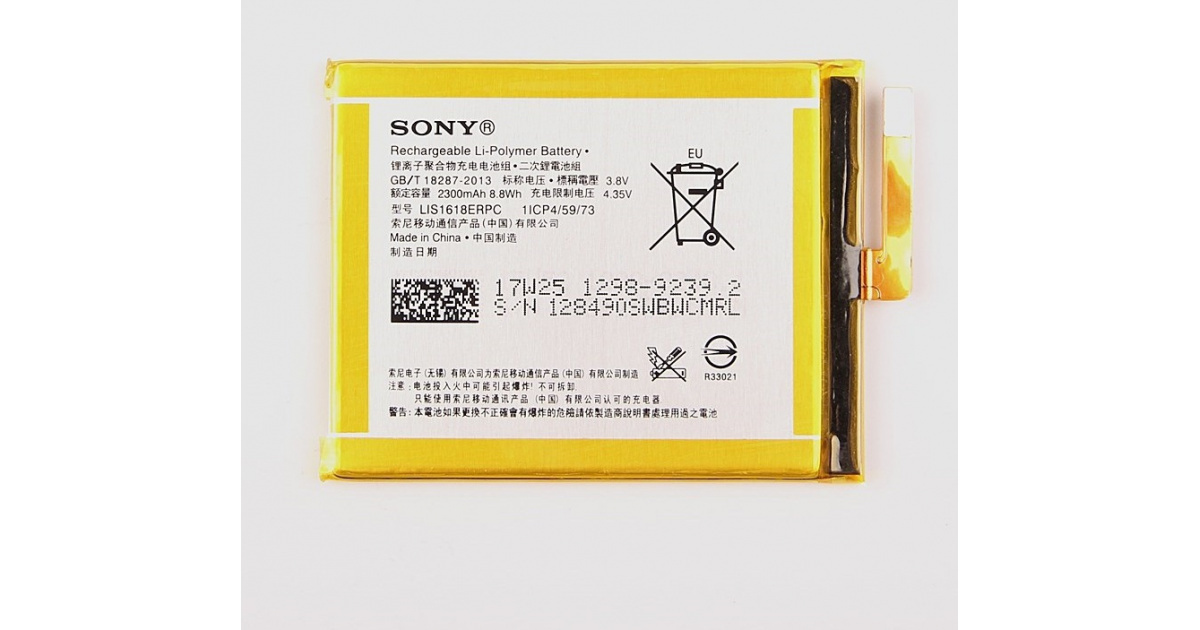 SONY®
Rechargeable Li-Polymer Battery •
锂离子聚合物充电电池组 • 二次鋰電池組
GB/T 18287-2013 标称电压 • 標稱電壓 3.8V
额定容量 2300mAh 8.8Wh 充电限制电压 4.35V
型号 LIS1618ERPC 1ICP4/59/73
索尼移动通信产品(中国)有限公司
Made in China • 中国制造
制造日期
EU
17W25 1298-9239.2
S/N 128490SWBWCMRL
R33021
索尼电子(无锡)有限公司为索尼移动通信产品(中国)有限公司制造
注意:电池投入火中可能引起爆炸!不可拆卸.
只能使用索尼移动通讯产品(中国)有限公司认可的充电器
警告:本電池如果更換不正確會有爆炸的危險請依製造商說明書處理用過之電池